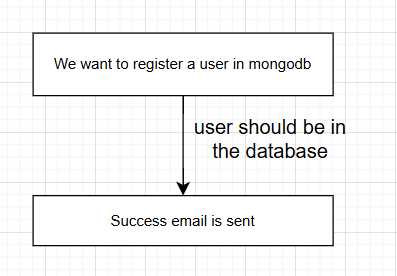 We want to register a user in mongodb
user should be in
the database
Success email is sent